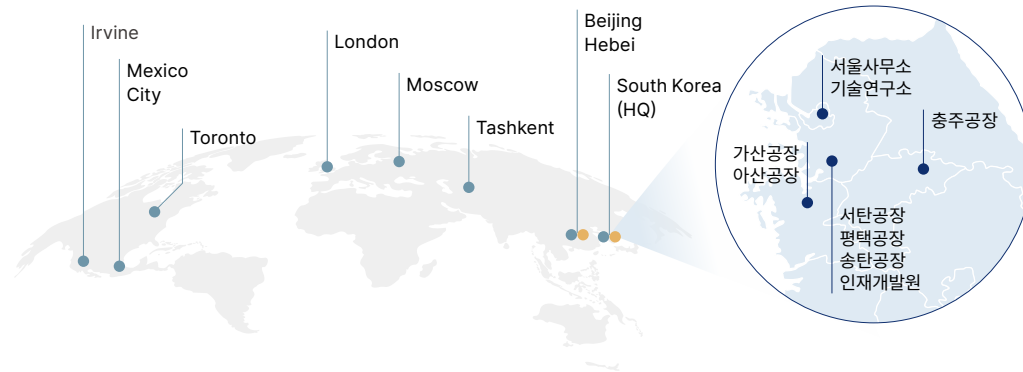 Irvine
Mexico
City
Toronto
London
Moscow
Tashkent
Beijing
Hebei
South Korea
(HQ)
서울사무소
기술연구소
충주공장
가산공장
아산공장
서탄공장
평택공장
송탄공장
인재개발원